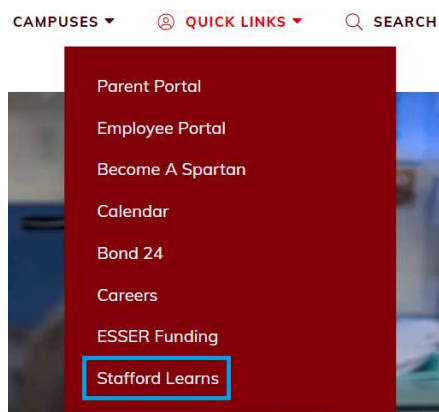 CAMPUSES QUICK LINKS SEARCH
Parent Portal
Employee Portal
Become A Spartan
Calendar
Bond 24
Careers
ESSER Funding
Stafford Learns